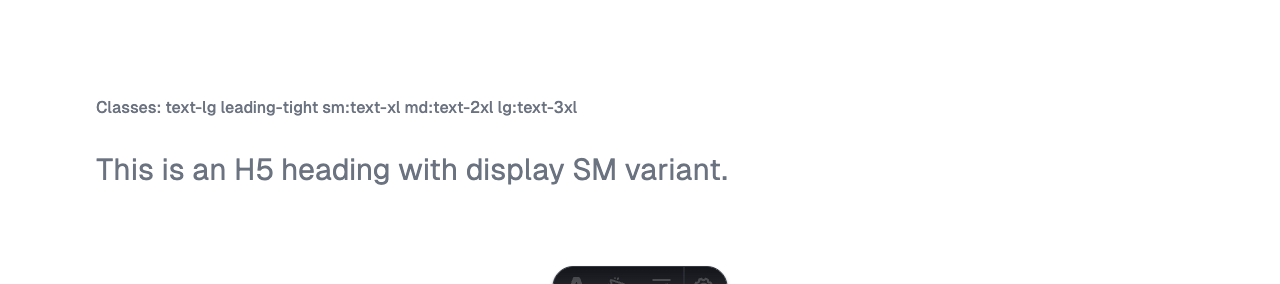 Classes: text-lg leading-tight sm:text-xl md:text-2xl lg:text-3xl
This is an H5 heading with display SM variant.